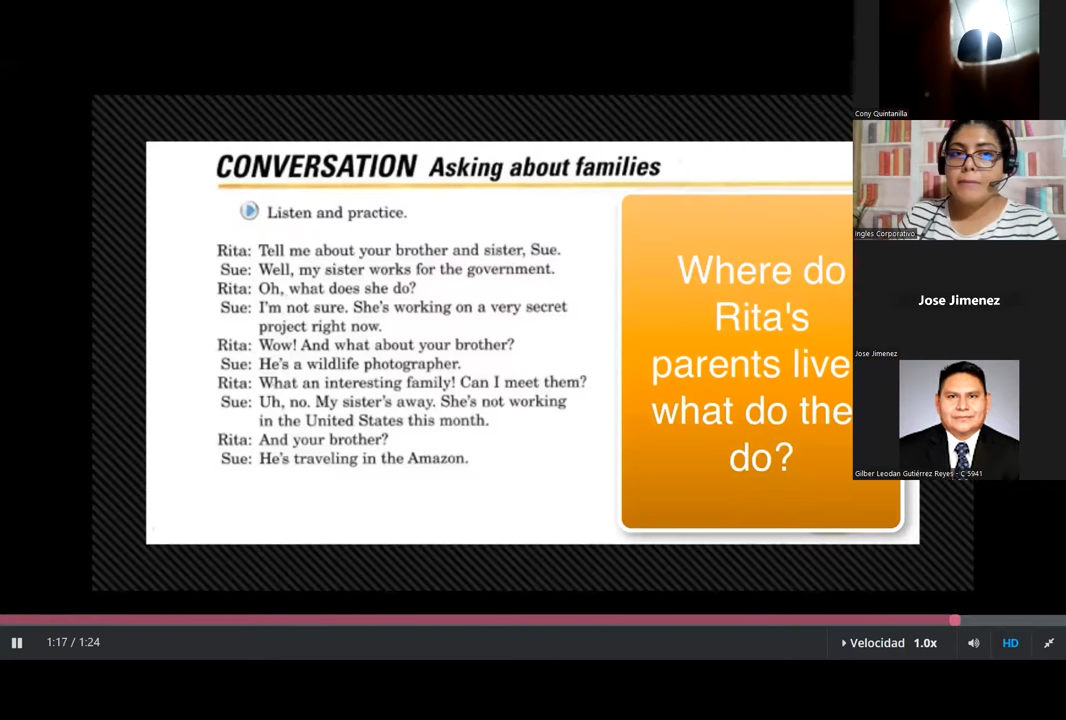 CONVERSATION Asking about families
Listen and practice.
Rita: Tell me about your brother and sister, Sue.
Sue: Well, my sister works for the government.
Rita: Oh, what does she do?
Sue: I'm not sure. She's working on a very secret
project right now.
Rita: Wow! And what about your brother?
Sue: He's a wildlife photographer.
Rita: What an interesting family! Can I meet them?
Sue: Uh, no. My sister's away. She's not working
in the United States this month.
Rita: And your brother?
Sue: He's traveling in the Amazon.
Where do
Rita's
parents live
what do the
do?
Cony Quintanilla
Ingles Corporativo
Jose Jimenez
Jose Jimenez
Gilber Leodan Gutiérrez Reyes - C 5941
1:17 / 1:24
Velocidad 1.0x
HD